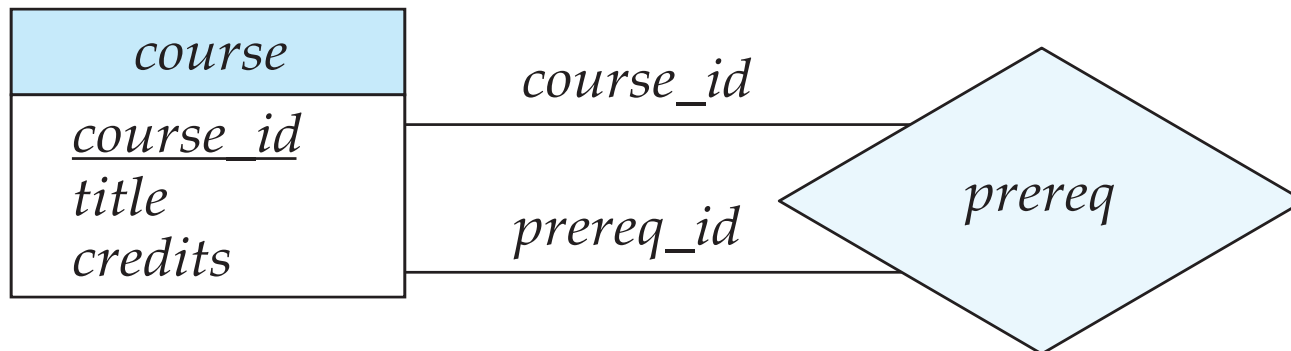 course
course_id
title
credits
course_id
prereq_id
prereq